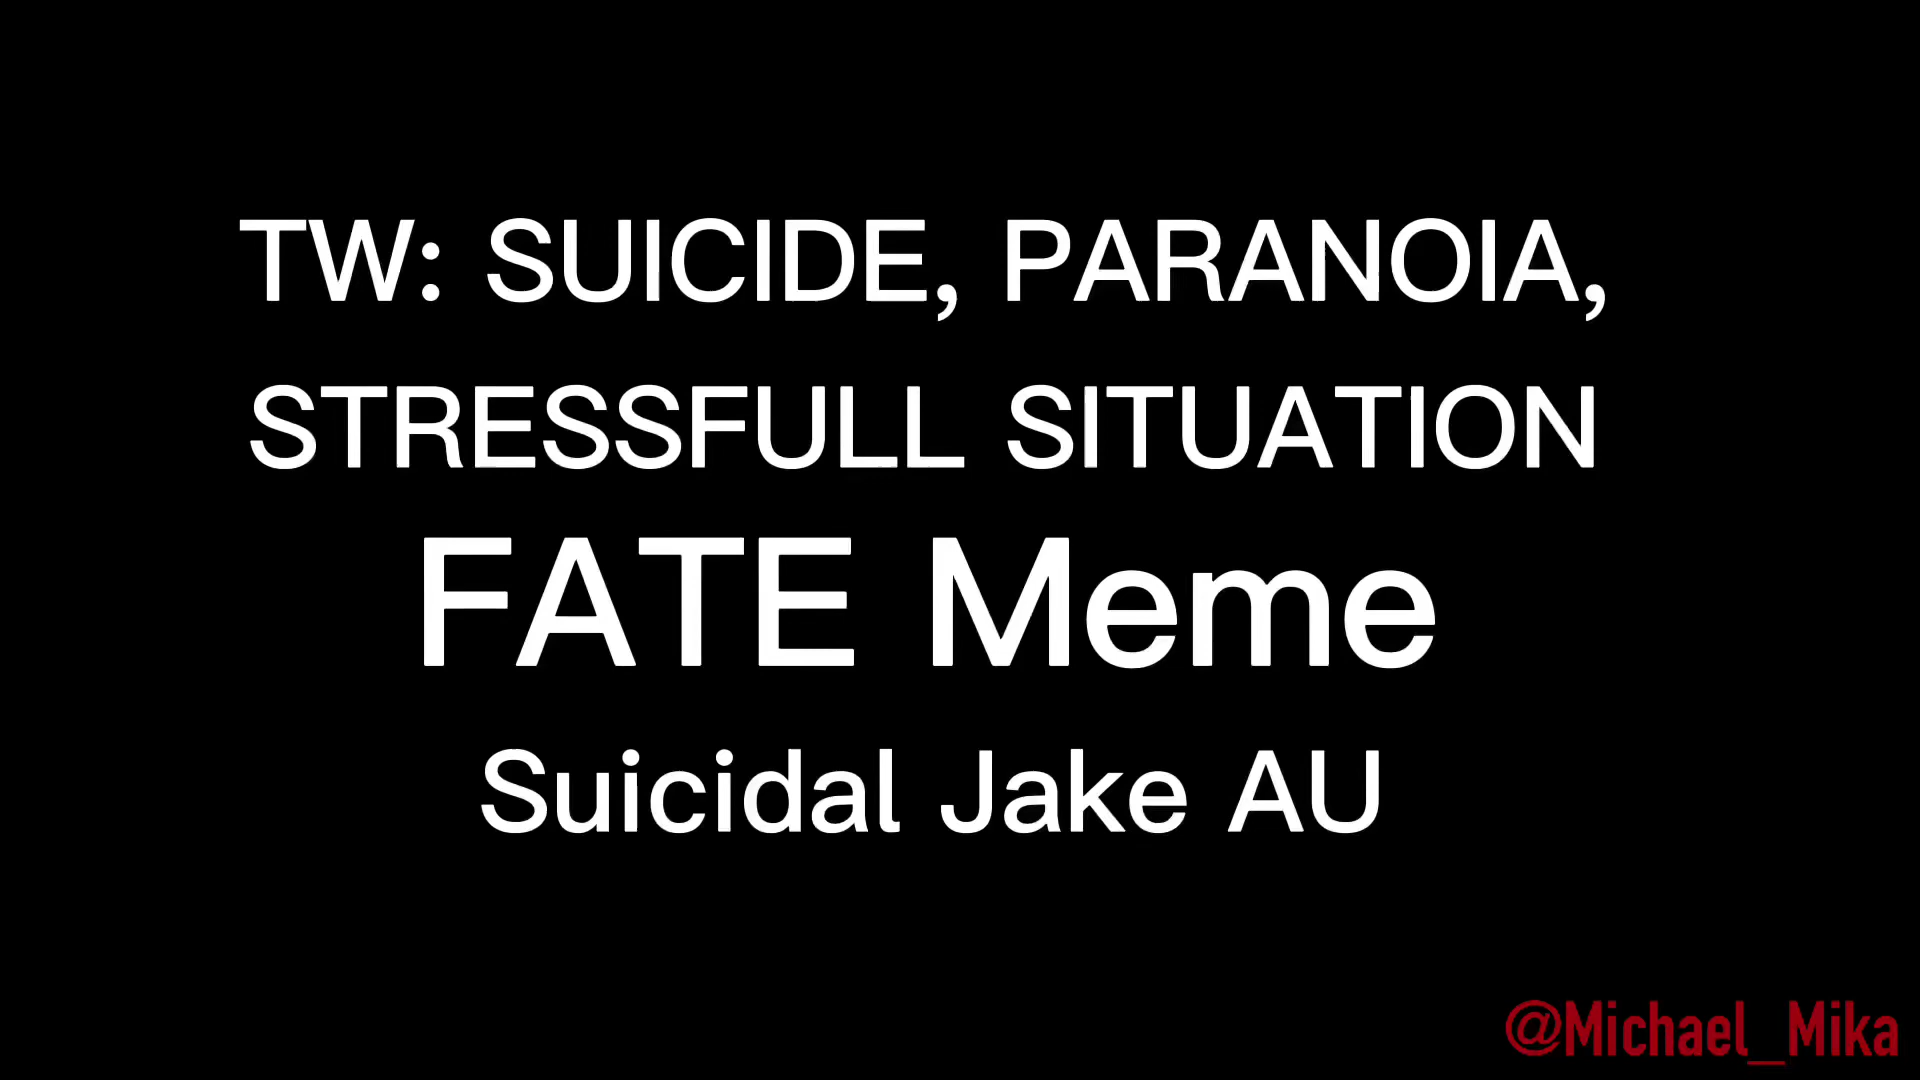 TW: SUICIDE, PARANOIA,
STRESSFULL SITUATION
FATE Meme
Suicidal Jake AU
@Michael_Mika